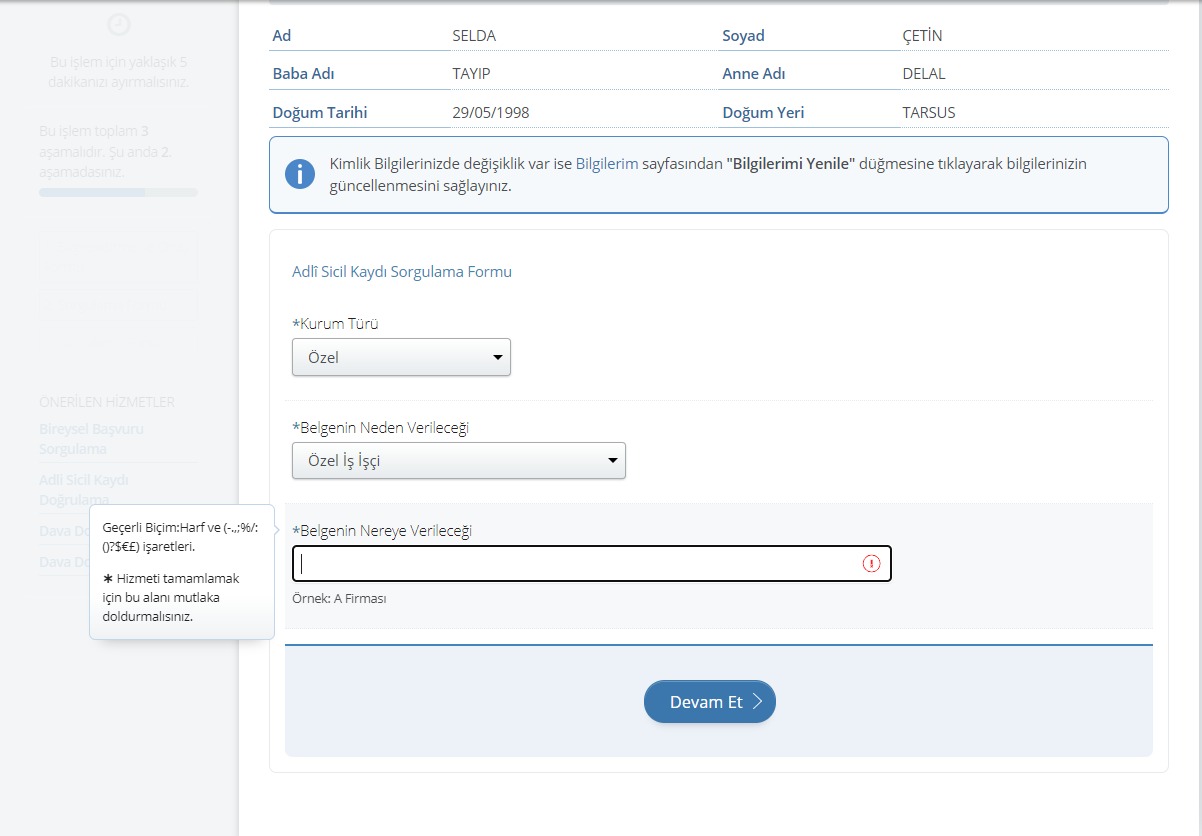 Bu işlem için yaklaşık 5
dakikanızı ayırmalısınız.
Bu işlem toplam 3
aşamalıdır. Şu anda 2.
aşamadasınız.
ÖNERİLEN HİZMETLER
Bireysel Başvuru
Sorgulama
Adli Sicil Kaydı
Doğrulama
Dava Do
Dava Do
Geçerli Biçim:Harf ve (-.,;%/:
()?$€£) işaretleri.
∗ Hizmeti tamamlamak
için bu alanı mutlaka
doldurmalısınız.
Ad SELDA Soyad ÇETİN
Baba Adı TAYIP Anne Adı DELAL
Doğum Tarihi 29/05/1998 Doğum Yeri TARSUS
Kimlik Bilgilerinizde değişiklik var ise Bilgilerim sayfasından "Bilgilerimi Yenile" düğmesine tıklayarak bilgilerinizin
güncellenmesini sağlayınız.
Adlî Sicil Kaydı Sorgulama Formu
*Kurum Türü
Özel
*Belgenin Neden Verileceği
Özel İş İşçi
*Belgenin Nereye Verileceği
Örnek: A Firması
Devam Et